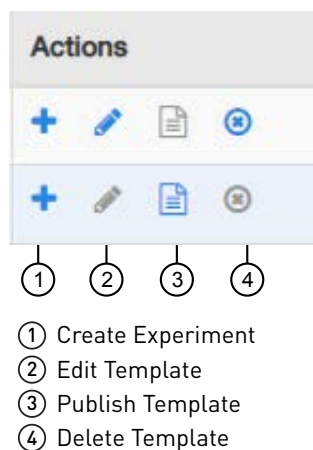 Actions
1 2 3 4
① Create Experiment
② Edit Template
③ Publish Template
④ Delete Template